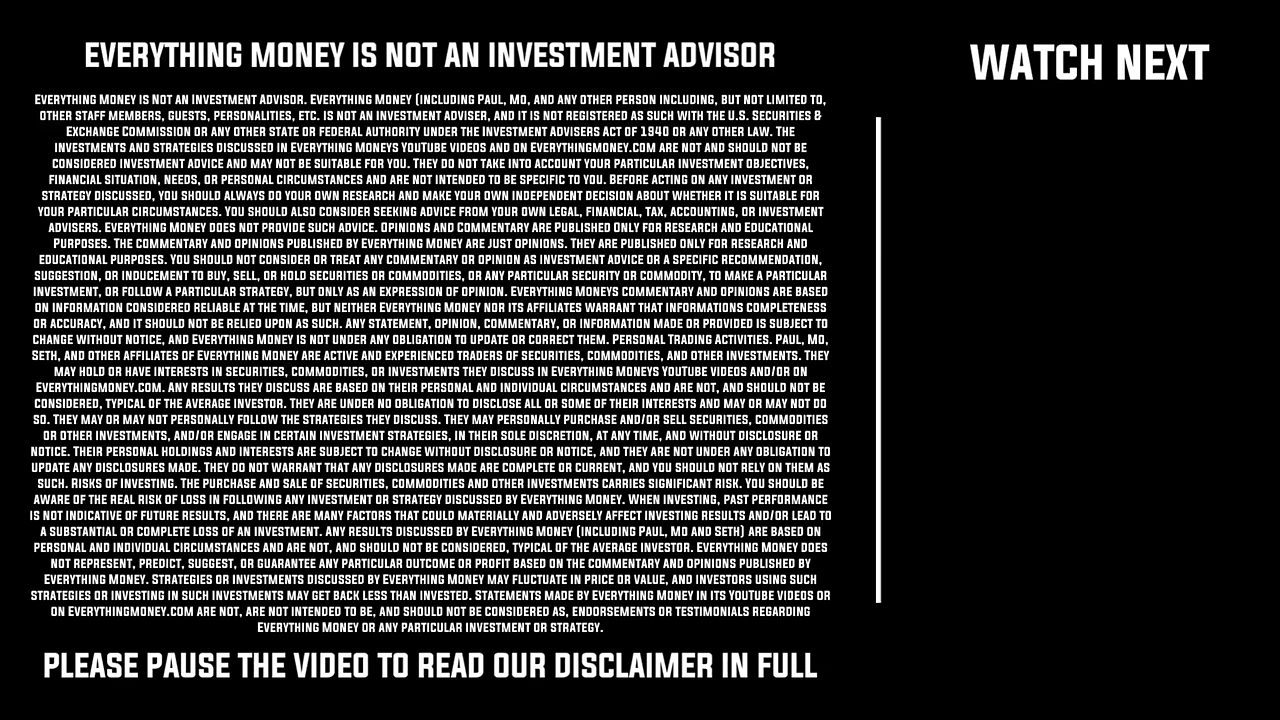 EVERYTHING MONEY IS NOT AN INVESTMENT ADVISOR
EVERYTHING MONEY IS NOT AN INVESTMENT ADVISOR. EVERYTHING MONEY (INCLUDING PAUL, MO, AND ANY OTHER PERSON INCLUDING, BUT NOT LIMITED TO,
OTHER STAFF MEMBERS, GUESTS, PERSONALITIES, ETC. IS NOT AN INVESTMENT ADVISER, AND IT IS NOT REGISTERED AS SUCH WITH THE U.S. SECURITIES &
EXCHANGE COMMISSION OR ANY OTHER STATE OR FEDERAL AUTHORITY UNDER THE INVESTMENT ADVISERS ACT OF 1940 OR ANY OTHER LAW. THE
INVESTMENTS AND STRATEGIES DISCUSSED IN EVERYTHING MONEYS YOUTUBE VIDEOS AND ON EVERYTHINGMONEY.COM ARE NOT AND SHOULD NOT BE
CONSIDERED INVESTMENT ADVICE AND MAY NOT BE SUITABLE FOR YOU. THEY DO NOT TAKE INTO ACCOUNT YOUR PARTICULAR INVESTMENT OBJECTIVES,
FINANCIAL SITUATION, NEEDS, OR PERSONAL CIRCUMSTANCES AND ARE NOT INTENDED TO BE SPECIFIC TO YOU. BEFORE ACTING ON ANY INVESTMENT OR
STRATEGY DISCUSSED, YOU SHOULD ALWAYS DO YOUR OWN RESEARCH AND MAKE YOUR OWN INDEPENDENT DECISION ABOUT WHETHER IT IS SUITABLE FOR
YOUR PARTICULAR CIRCUMSTANCES. YOU SHOULD ALSO CONSIDER SEEKING ADVICE FROM YOUR OWN LEGAL, FINANCIAL, TAX, ACCOUNTING, OR INVESTMENT
ADVISERS. EVERYTHING MONEY DOES NOT PROVIDE SUCH ADVICE. OPINIONS AND COMMENTARY ARE PUBLISHED ONLY FOR RESEARCH AND EDUCATIONAL
PURPOSES. THE COMMENTARY AND OPINIONS PUBLISHED BY EVERYTHING MONEY ARE JUST OPINIONS. THEY ARE PUBLISHED ONLY FOR RESEARCH AND
EDUCATIONAL PURPOSES. YOU SHOULD NOT CONSIDER OR TREAT ANY COMMENTARY OR OPINION AS INVESTMENT ADVICE OR A SPECIFIC RECOMMENDATION,
SUGGESTION, OR INDUCEMENT TO BUY, SELL, OR HOLD SECURITIES OR COMMODITIES, OR ANY PARTICULAR SECURITY OR COMMODITY, TO MAKE A PARTICULAR
INVESTMENT, OR FOLLOW A PARTICULAR STRATEGY, BUT ONLY AS AN EXPRESSION OF OPINION. EVERYTHING MONEYS COMMENTARY AND OPINIONS ARE BASED
ON INFORMATION CONSIDERED RELIABLE AT THE TIME, BUT NEITHER EVERYTHING MONEY NOR ITS AFFILIATES WARRANT THAT INFORMATIONS COMPLETENESS
OR ACCURACY, AND IT SHOULD NOT BE RELIED UPON AS SUCH. ANY STATEMENT, OPINION, COMMENTARY, OR INFORMATION MADE OR PROVIDED IS SUBJECT TO
CHANGE WITHOUT NOTICE, AND EVERYTHING MONEY IS NOT UNDER ANY OBLIGATION TO UPDATE OR CORRECT THEM. PERSONAL TRADING ACTIVITIES. PAUL, MO,
SETH, AND OTHER AFFILIATES OF EVERYTHING MONEY ARE ACTIVE AND EXPERIENCED TRADERS OF SECURITIES, COMMODITIES, AND OTHER INVESTMENTS. THEY
MAY HOLD OR HAVE INTERESTS IN SECURITIES, COMMODITIES, OR INVESTMENTS THEY DISCUSS IN EVERYTHING MONEYS YOUTUBE VIDEOS AND/OR ON
EVERYTHINGMONEY.COM. ANY RESULTS THEY DISCUSS ARE BASED ON THEIR PERSONAL AND INDIVIDUAL CIRCUMSTANCES AND ARE NOT, AND SHOULD NOT BE
CONSIDERED, TYPICAL OF THE AVERAGE INVESTOR. THEY ARE UNDER NO OBLIGATION TO DISCLOSE ALL OR SOME OF THEIR INTERESTS AND MAY OR MAY NOT DO
SO. THEY MAY OR MAY NOT PERSONALLY FOLLOW THE STRATEGIES THEY DISCUSS. THEY MAY PERSONALLY PURCHASE AND/OR SELL SECURITIES, COMMODITIES
OR OTHER INVESTMENTS, AND/OR ENGAGE IN CERTAIN INVESTMENT STRATEGIES, IN THEIR SOLE DISCRETION, AT ANY TIME, AND WITHOUT DISCLOSURE OR
NOTICE. THEIR PERSONAL HOLDINGS AND INTERESTS ARE SUBJECT TO CHANGE WITHOUT DISCLOSURE OR NOTICE, AND THEY ARE NOT UNDER ANY OBLIGATION TO
UPDATE ANY DISCLOSURES MADE. THEY DO NOT WARRANT THAT ANY DISCLOSURES MADE ARE COMPLETE OR CURRENT, AND YOU SHOULD NOT RELY ON THEM AS
SUCH. RISKS OF INVESTING. THE PURCHASE AND SALE OF SECURITIES, COMMODITIES AND OTHER INVESTMENTS CARRIES SIGNIFICANT RISK. YOU SHOULD BE
AWARE OF THE REAL RISK OF LOSS IN FOLLOWING ANY INVESTMENT OR STRATEGY DISCUSSED BY EVERYTHING MONEY. WHEN INVESTING, PAST PERFORMANCE
IS NOT INDICATIVE OF FUTURE RESULTS, AND THERE ARE MANY FACTORS THAT COULD MATERIALLY AND ADVERSELY AFFECT INVESTING RESULTS AND/OR LEAD TO
A SUBSTANTIAL OR COMPLETE LOSS OF AN INVESTMENT. ANY RESULTS DISCUSSED BY EVERYTHING MONEY (INCLUDING PAUL, MO AND SETH) ARE BASED ON
PERSONAL AND INDIVIDUAL CIRCUMSTANCES AND ARE NOT, AND SHOULD NOT BE CONSIDERED, TYPICAL OF THE AVERAGE INVESTOR. EVERYTHING MONEY DOES
NOT REPRESENT, PREDICT, SUGGEST, OR GUARANTEE ANY PARTICULAR OUTCOME OR PROFIT BASED ON THE COMMENTARY AND OPINIONS PUBLISHED BY
EVERYTHING MONEY. STRATEGIES OR INVESTMENTS DISCUSSED BY EVERYTHING MONEY MAY FLUCTUATE IN PRICE OR VALUE, AND INVESTORS USING SUCH
STRATEGIES OR INVESTING IN SUCH INVESTMENTS MAY GET BACK LESS THAN INVESTED. STATEMENTS MADE BY EVERYTHING MONEY IN ITS YOUTUBE VIDEOS OR
ON EVERYTHINGMONEY.COM ARE NOT, ARE NOT INTENDED TO BE, AND SHOULD NOT BE CONSIDERED AS, ENDORSEMENTS OR TESTIMONIALS REGARDING
EVERYTHING MONEY OR ANY PARTICULAR INVESTMENT OR STRATEGY.
PLEASE PAUSE THE VIDEO TO READ OUR DISCLAIMER IN FULL
WATCH NEXT